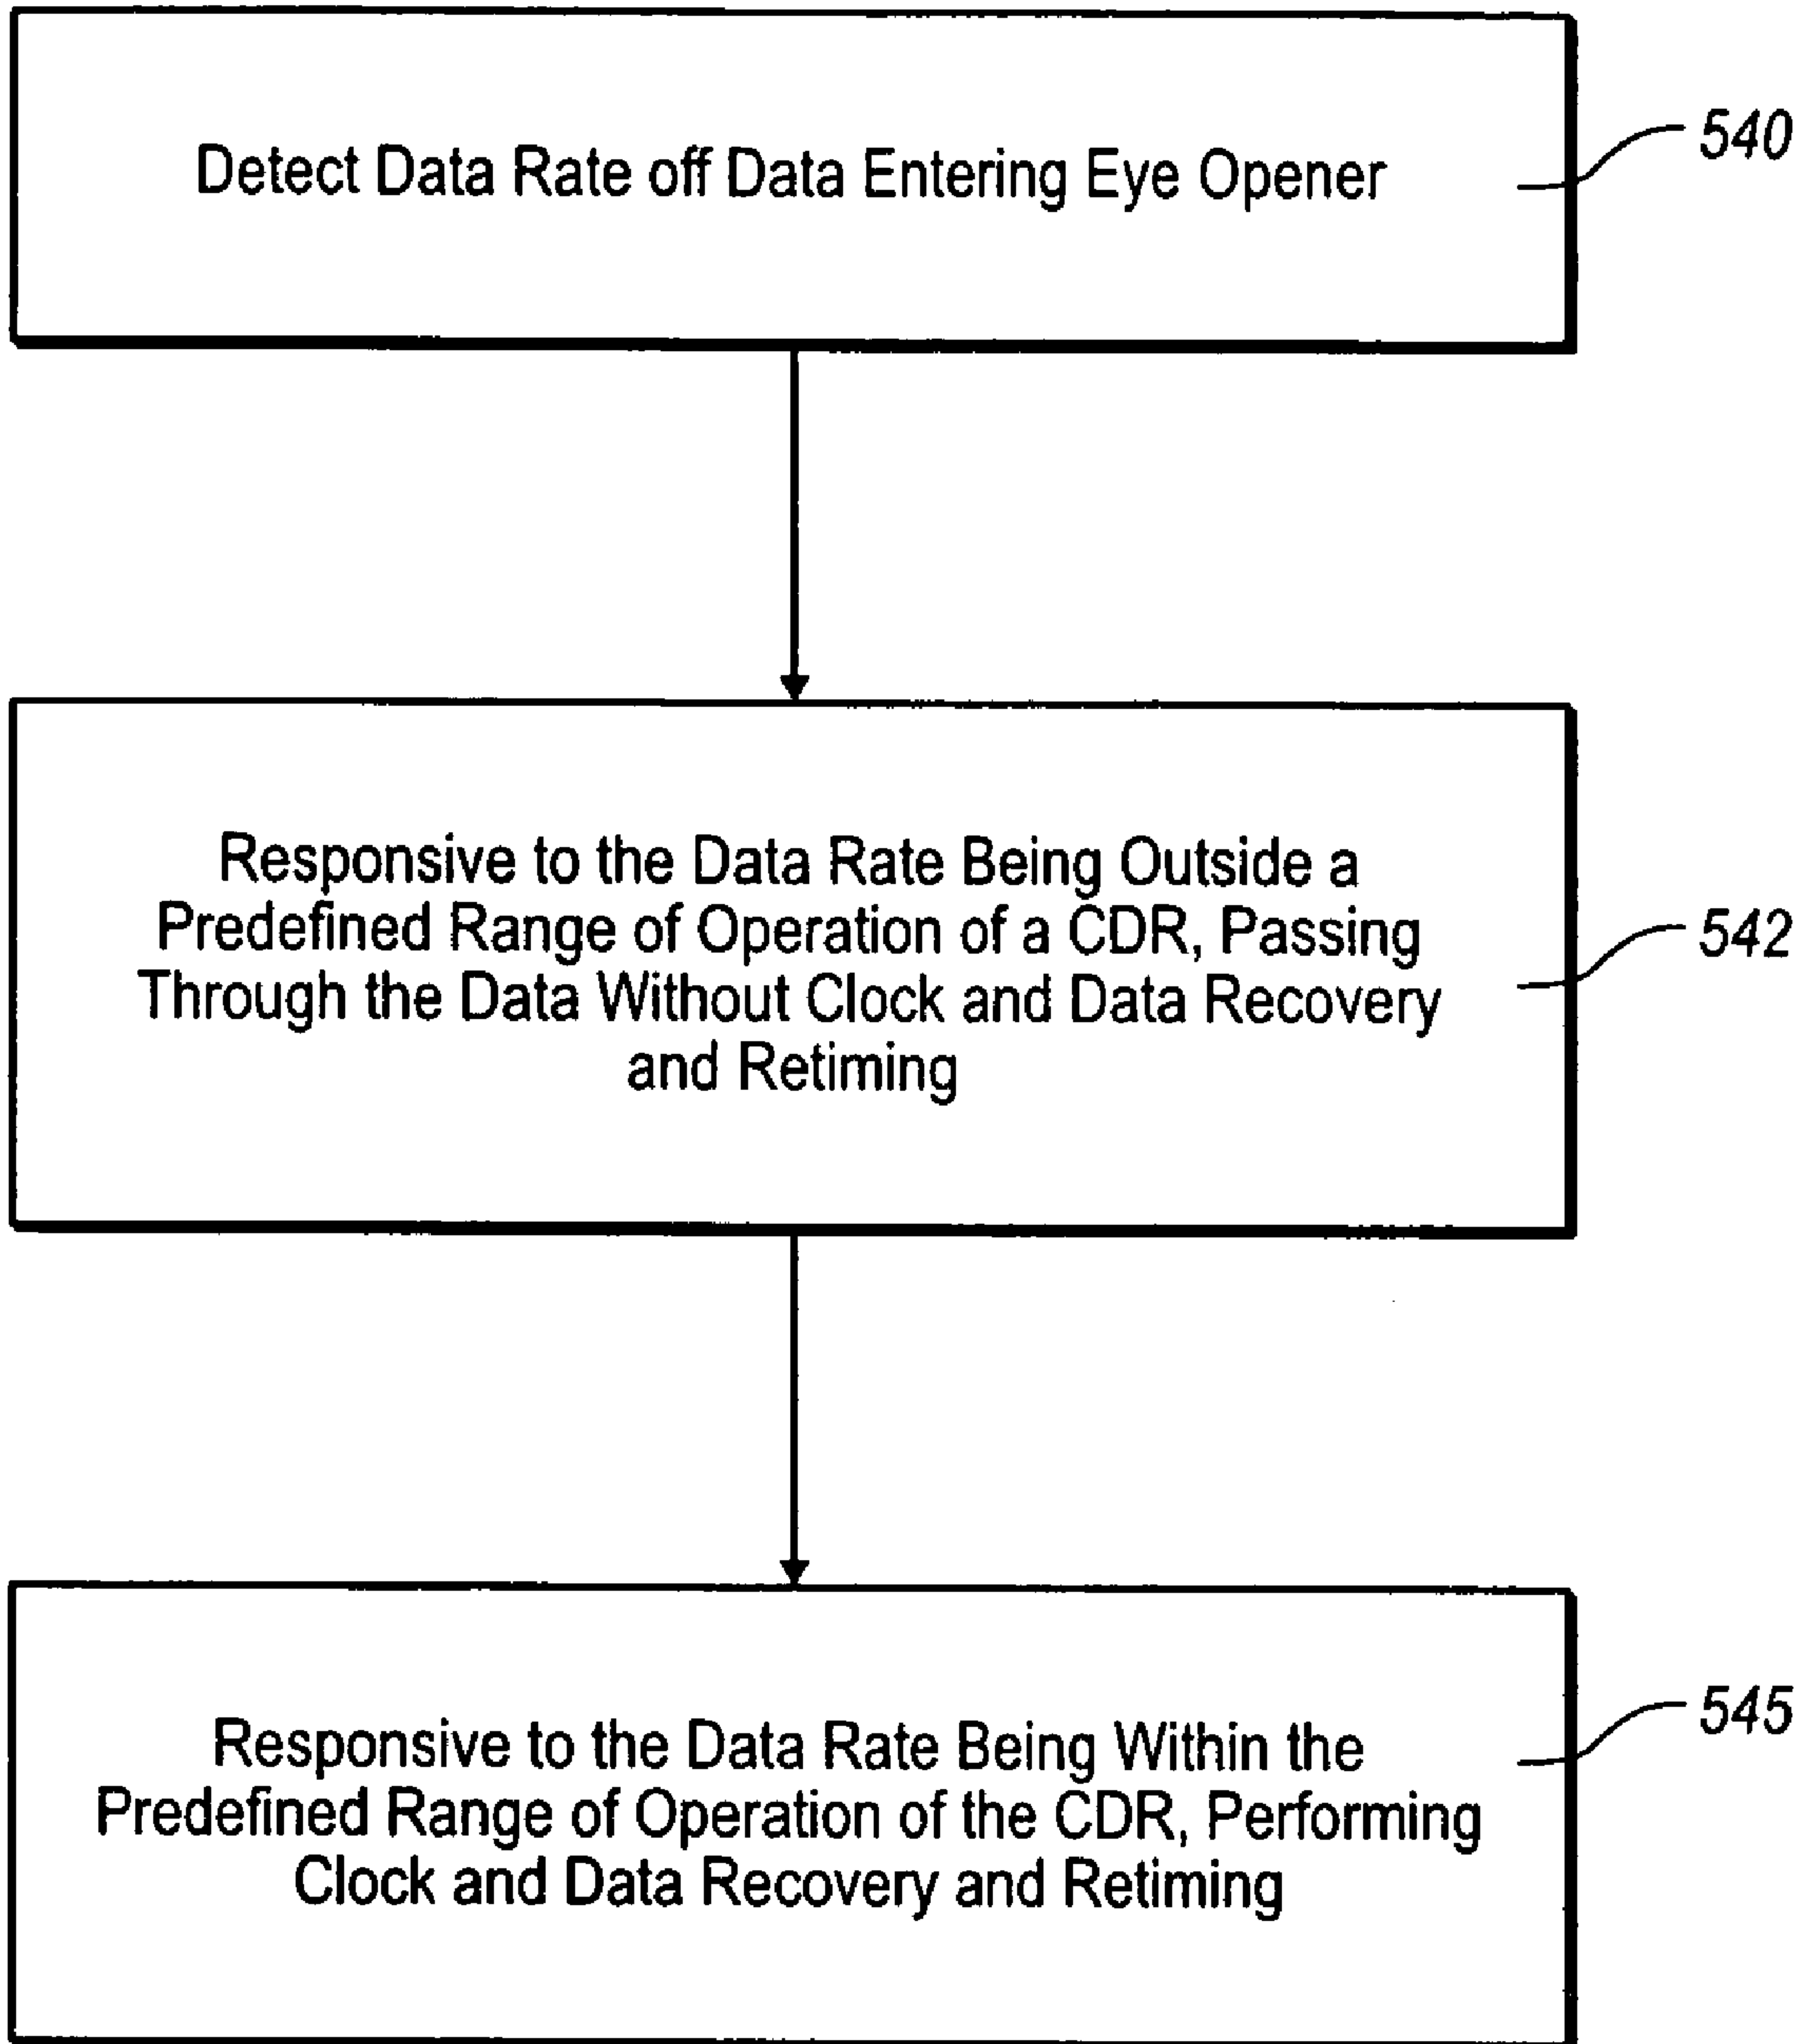 Detect Data Rate off Data Entering Eye Opener
540
Responsive to the Data Rate Being Outside a
Predefined Range of Operation of a CDR, Passing
Through the Data Without Clock and Data Recovery
and Retiming
542
Responsive to the Data Rate Being Within the
Predefined Range of Operation of the CDR, Performing
Clock and Data Recovery and Retiming
545